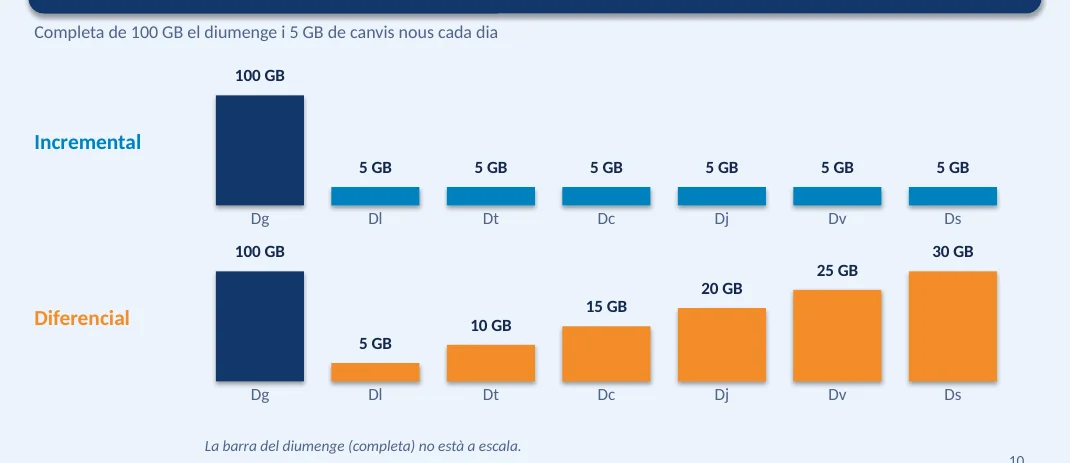 Completa de 100 GB el diumenge i 5 GB de canvis nous cada dia
100 GB
Incremental
5 GB 5 GB 5 GB 5 GB 5 GB 5 GB
Dg Dl Dt Dc Dj Dv Ds
100 GB 5 GB 10 GB 15 GB 20 GB 25 GB 30 GB
Diferencial
Dg Dl Dt Dc Dj Dv Ds
La barra del diumenge (completa) no està a escala.
10